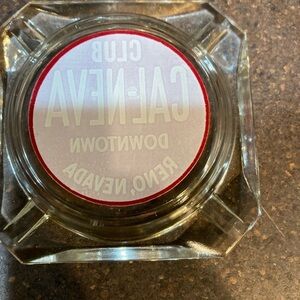 CLUB
CAL-NEVA
DOWNTOWN
RENO, NEVADA